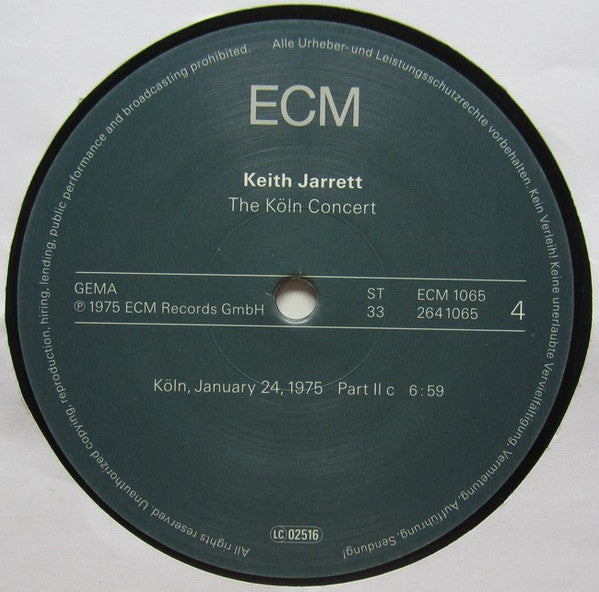 ECM
Keith Jarrett
The Köln Concert
GEMA
℗ 1975 ECM Records GmbH
ST
33
ECM 1065
2641065
4
Köln, January 24, 1975 Part II c 6:59
LC 02516
Alle Urheber- und Leistungsschutzrechte vorbehalten. Kein Verleih! Keine unerlaubte Vervielfältigung, Vermietung, Aufführung, Sendung!
All rights reserved. Unauthorized copying, reproduction, hiring, lending, public performance and broadcasting prohibited.